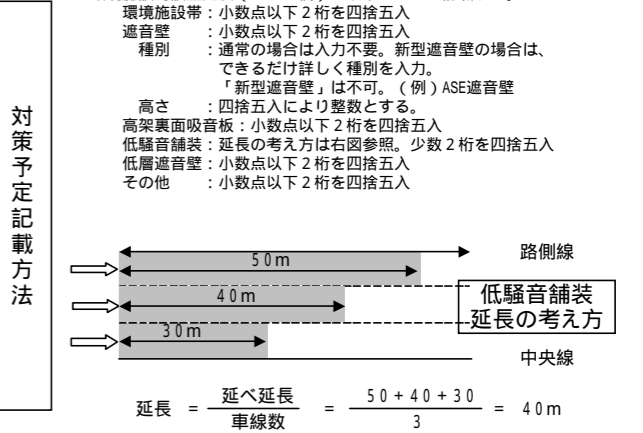 対策予定記載方法
環境施設帯：小数点以下２桁を四捨五入
遮音壁　　：小数点以下２桁を四捨五入
種別　　：通常の場合は入力不要。新型遮音壁の場合は、
できるだけ詳しく種別を入力。
「新型遮音壁」は不可。（例）ASE遮音壁
高さ　　：四捨五入により整数とする。
高架裏面吸音板：小数点以下２桁を四捨五入
低騒音舗装：延長の考え方は右図参照。少数２桁を四捨五入
低層遮音壁：小数点以下２桁を四捨五入
その他　　：小数点以下２桁を四捨五入
路側線
５０ｍ
４０ｍ
低騒音舗装
延長の考え方
３０ｍ
中央線
延長 ＝ 延べ延長 / 車線数 ＝ ５０＋４０＋３０ / ３ ＝ ４０ｍ